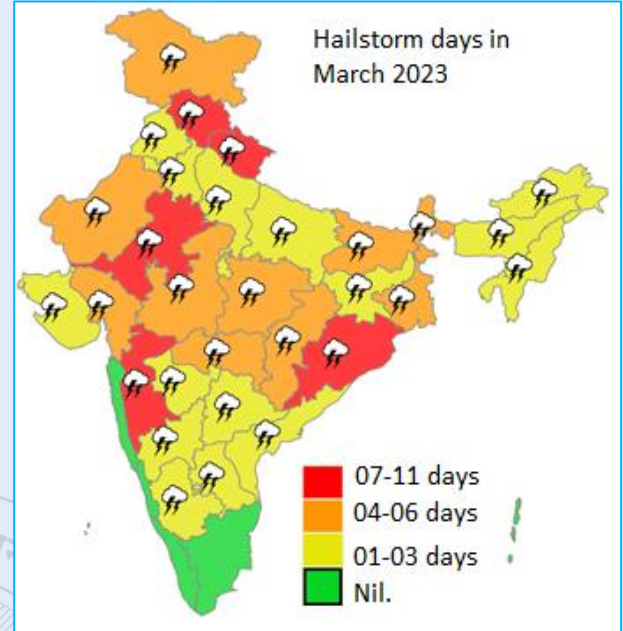 Hailstorm days in
March 2023
07-11 days
04-06 days
01-03 days
Nil.